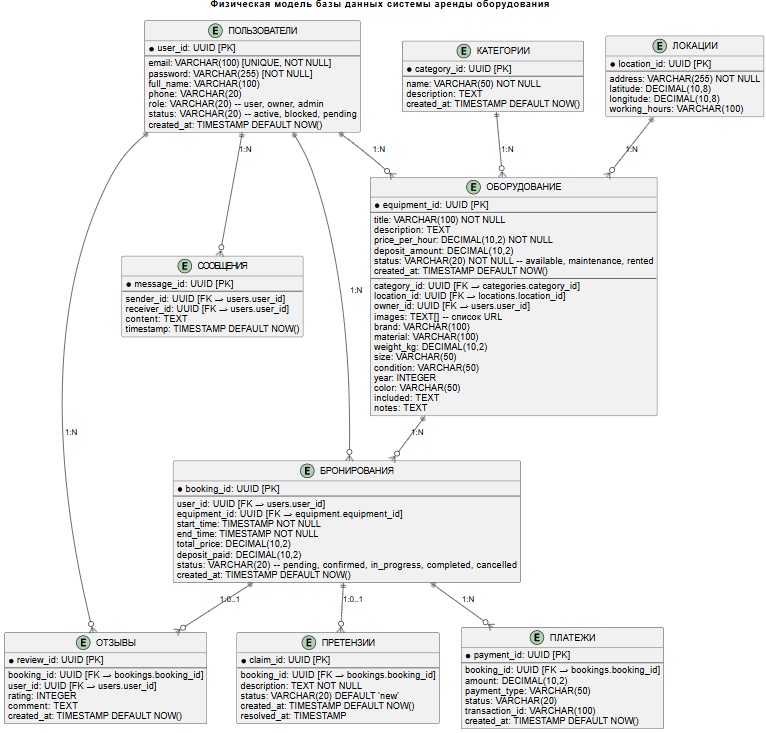 Физическая модель базы данных системы аренды оборудования
E ПОЛЬЗОВАТЕЛИ
user_id: UUID [PK]
email: VARCHAR(100) [UNIQUE, NOT NULL]
password: VARCHAR(255) [NOT NULL]
full_name: VARCHAR(100)
phone: VARCHAR(20)
role: VARCHAR(20) -- user, owner, admin
status: VARCHAR(20) -- active, blocked, pending
created_at: TIMESTAMP DEFAULT NOW()
E КАТЕГОРИИ
category_id: UUID [PK]
name: VARCHAR(50) NOT NULL
description: TEXT
created_at: TIMESTAMP DEFAULT NOW()
E ЛОКАЦИИ
location_id: UUID [PK]
address: VARCHAR(255) NOT NULL
latitude: DECIMAL(10,8)
longitude: DECIMAL(10,8)
working_hours: VARCHAR(100)
1:N
1:N
1:N
1:N
E ОБОРУДОВАНИЕ
equipment_id: UUID [PK]
title: VARCHAR(100) NOT NULL
description: TEXT
price_per_hour: DECIMAL(10,2) NOT NULL
deposit_amount: DECIMAL(10,2)
status: VARCHAR(20) NOT NULL -- available, maintenance, rented
created_at: TIMESTAMP DEFAULT NOW()
category_id: UUID [FK → categories.category_id]
location_id: UUID [FK → locations.location_id]
owner_id: UUID [FK → users.user_id]
images: TEXT[] -- список URL
brand: VARCHAR(100)
material: VARCHAR(100)
weight_kg: DECIMAL(10,2)
size: VARCHAR(50)
condition: VARCHAR(50)
year: INTEGER
color: VARCHAR(50)
included: TEXT
notes: TEXT
E СООБЩЕНИЯ
message_id: UUID [PK]
sender_id: UUID [FK → users.user_id]
receiver_id: UUID [FK → users.user_id]
content: TEXT
timestamp: TIMESTAMP DEFAULT NOW()
1:N
1:N
1:N
E БРОНИРОВАНИЯ
booking_id: UUID [PK]
user_id: UUID [FK → users.user_id]
equipment_id: UUID [FK → equipment.equipment_id]
start_time: TIMESTAMP NOT NULL
end_time: TIMESTAMP NOT NULL
total_price: DECIMAL(10,2)
deposit_paid: DECIMAL(10,2)
status: VARCHAR(20) -- pending, confirmed, in_progress, completed, cancelled
created_at: TIMESTAMP DEFAULT NOW()
1:0..1
1:0..1
1:N
E ОТЗЫВЫ
review_id: UUID [PK]
booking_id: UUID [FK → bookings.booking_id]
user_id: UUID [FK → users.user_id]
rating: INTEGER
comment: TEXT
created_at: TIMESTAMP DEFAULT NOW()
E ПРЕТЕНЗИИ
claim_id: UUID [PK]
booking_id: UUID [FK → bookings.booking_id]
description: TEXT NOT NULL
status: VARCHAR(20) DEFAULT 'new'
created_at: TIMESTAMP DEFAULT NOW()
resolved_at: TIMESTAMP
E ПЛАТЕЖИ
payment_id: UUID [PK]
booking_id: UUID [FK → bookings.booking_id]
amount: DECIMAL(10,2)
payment_type: VARCHAR(50)
status: VARCHAR(20)
transaction_id: VARCHAR(100)
created_at: TIMESTAMP DEFAULT NOW()